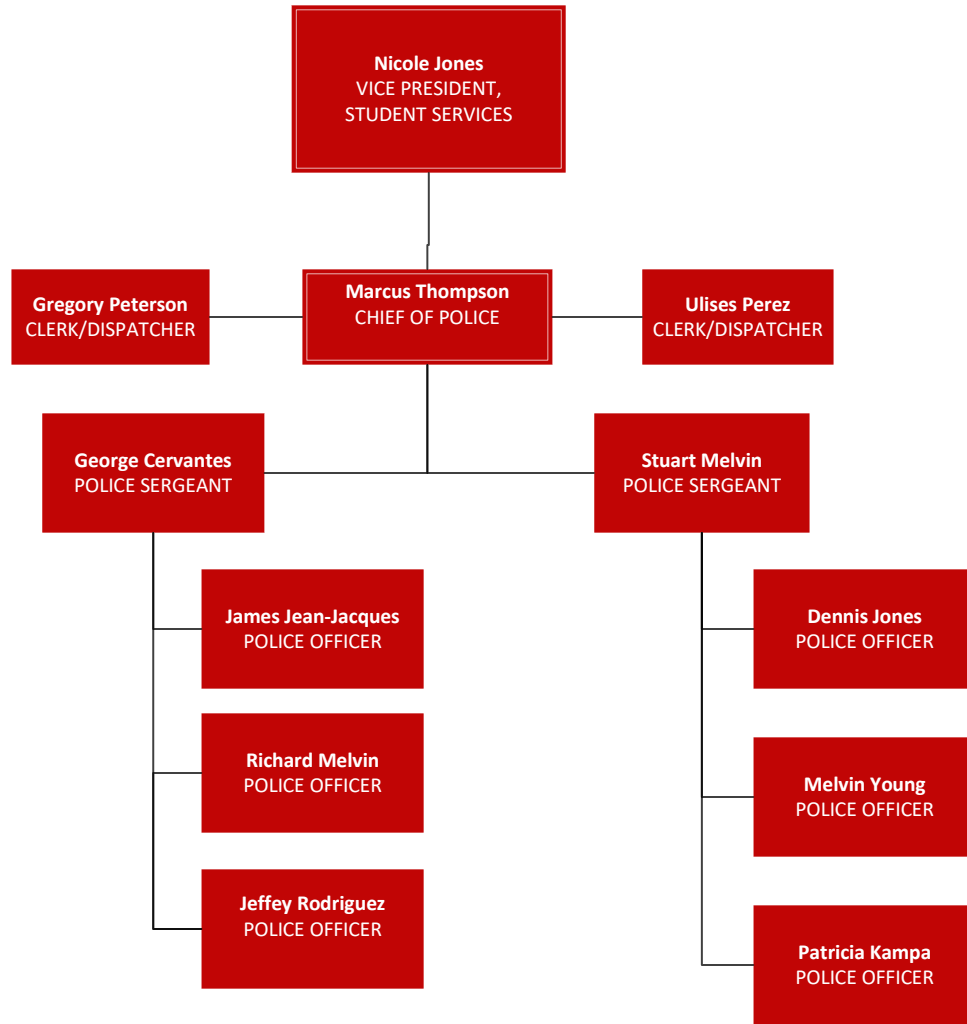 Nicole Jones
VICE PRESIDENT,
STUDENT SERVICES
Gregory Peterson
CLERK/DISPATCHER
Marcus Thompson
CHIEF OF POLICE
Ulises Perez
CLERK/DISPATCHER
George Cervantes
POLICE SERGEANT
Stuart Melvin
POLICE SERGEANT
James Jean-Jacques
POLICE OFFICER
Richard Melvin
POLICE OFFICER
Jeffey Rodriguez
POLICE OFFICER
Dennis Jones
POLICE OFFICER
Melvin Young
POLICE OFFICER
Patricia Kampa
POLICE OFFICER